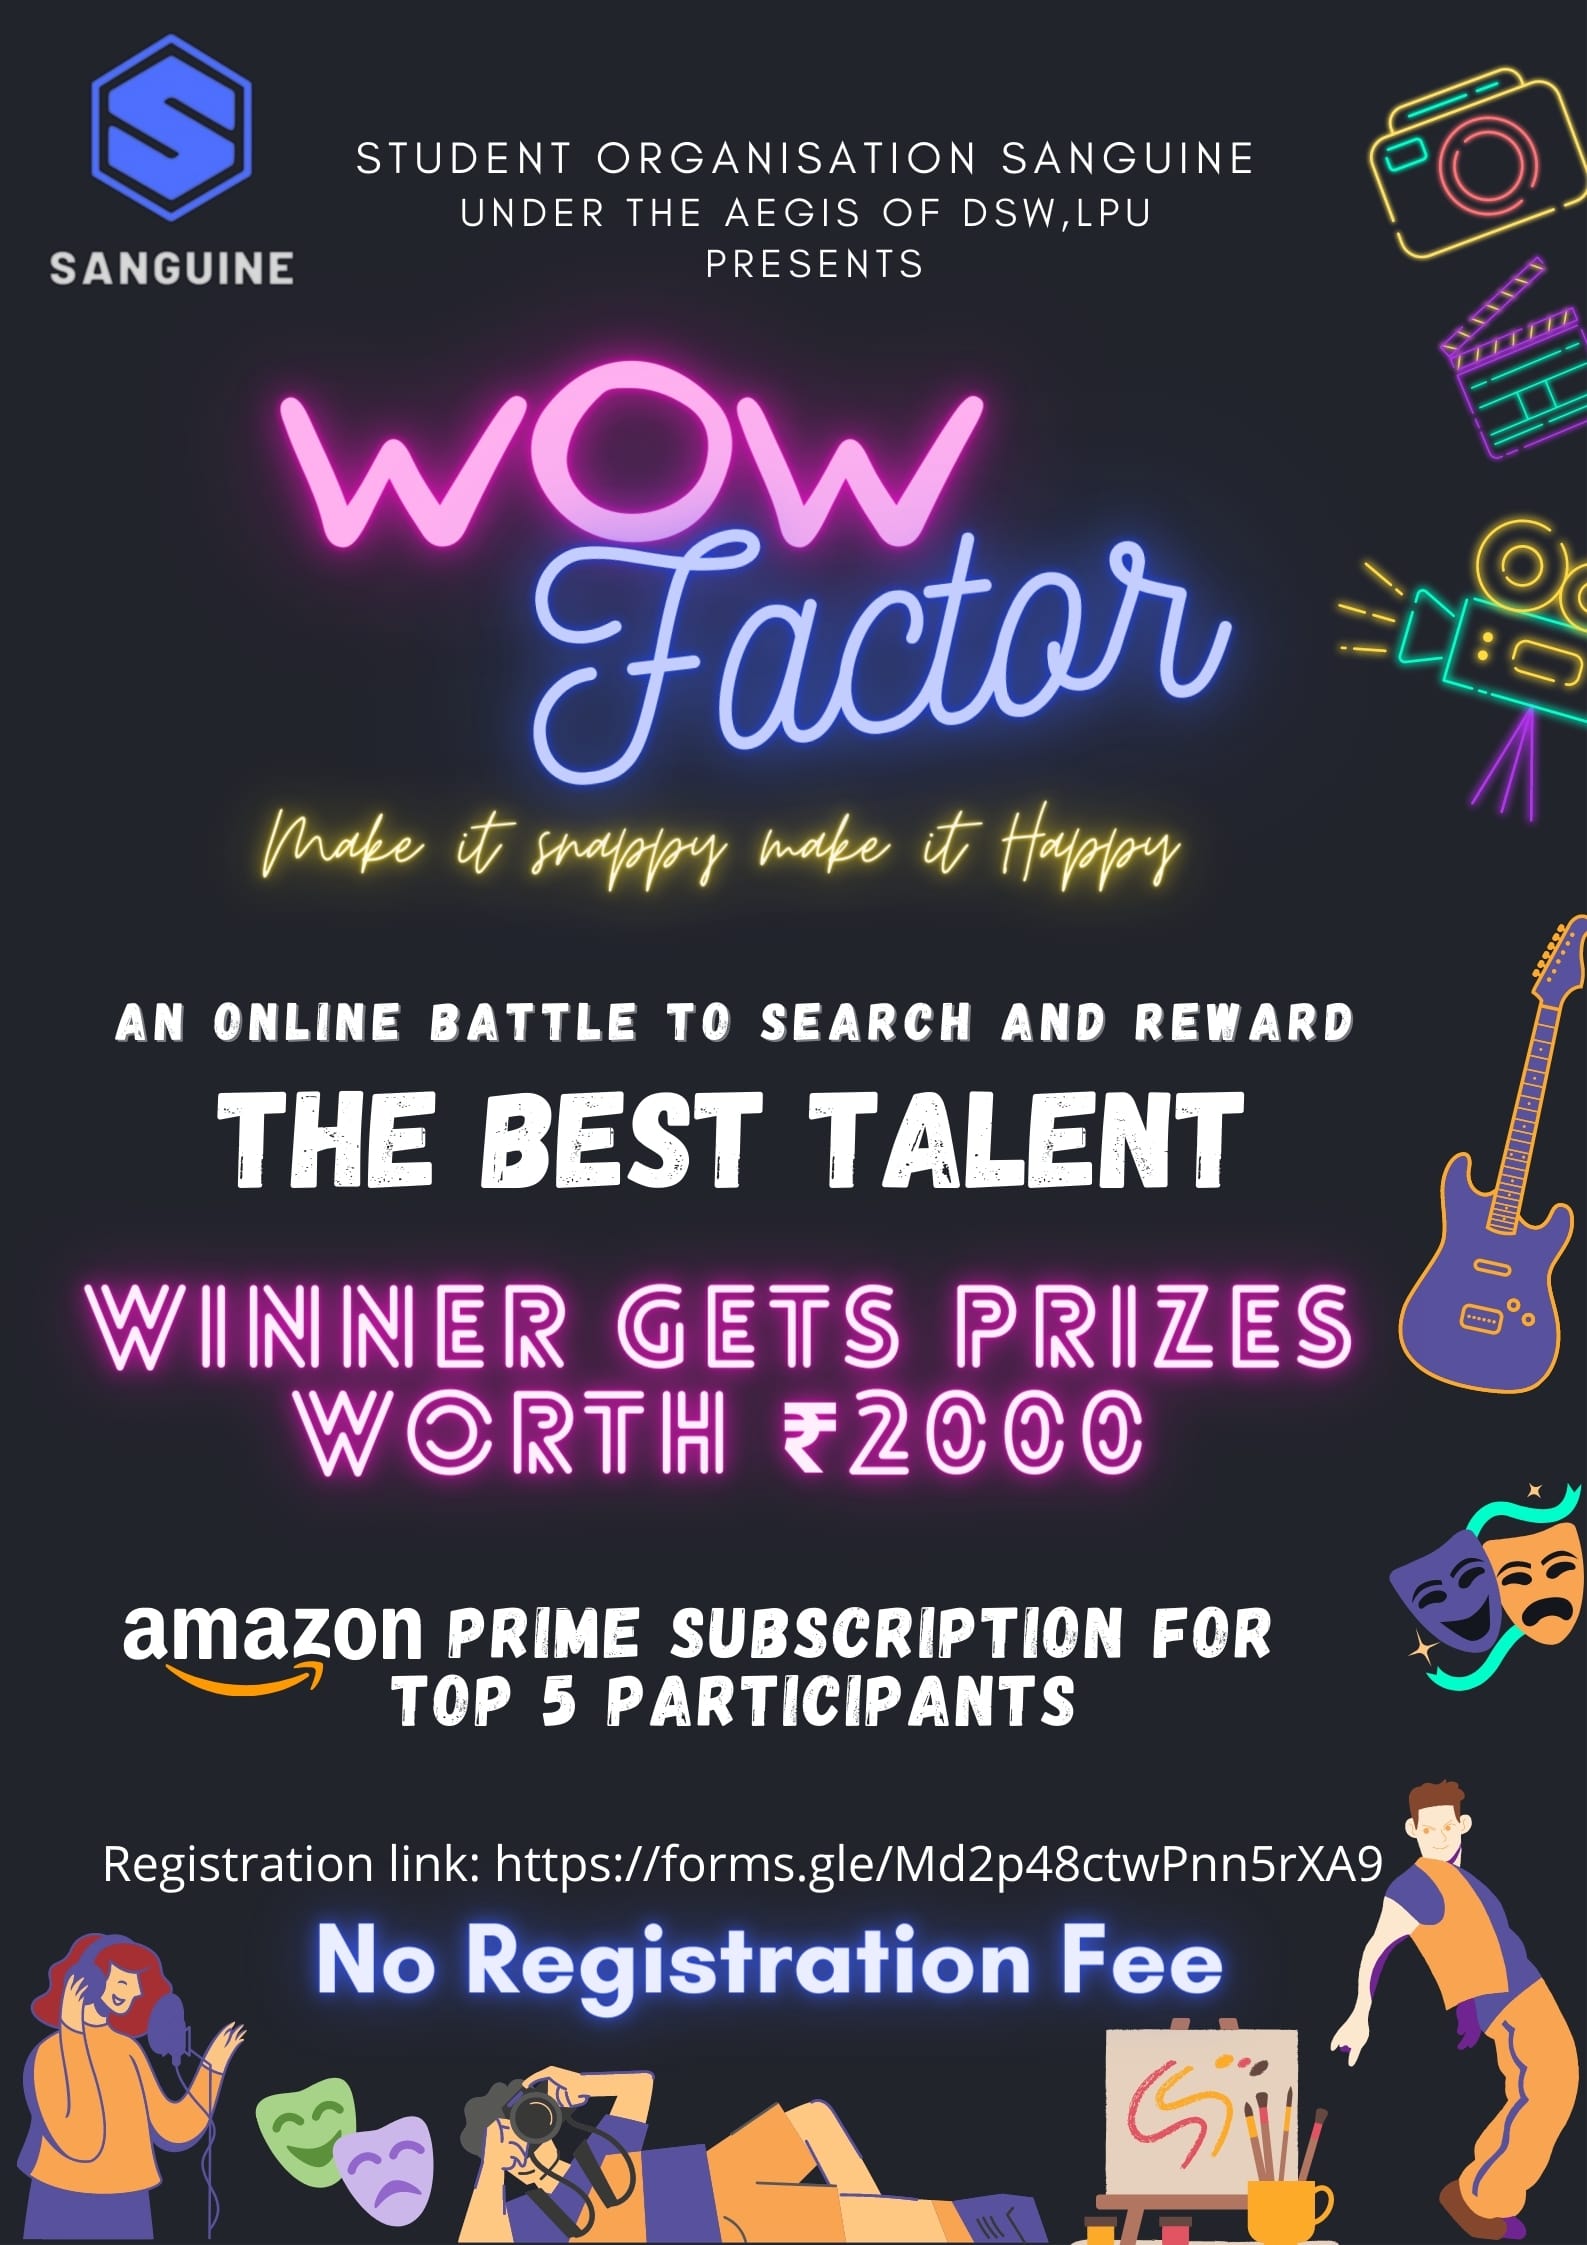 SANGUINE
STUDENT ORGANISATION SANGUINE
UNDER THE AEGIS OF DSW,LPU
PRESENTS
WOW
Factor
Make it snappy make it Happy
AN ONLINE BATTLE TO SEARCH AND REWARD
THE BEST TALENT
WINNER GETS PRIZES
WORTH ₹2000
amazon PRIME SUBSCRIPTION FOR
TOP 5 PARTICIPANTS
Registration link: https://forms.gle/Md2p48ctwPnn5rXA9
No Registration Fee